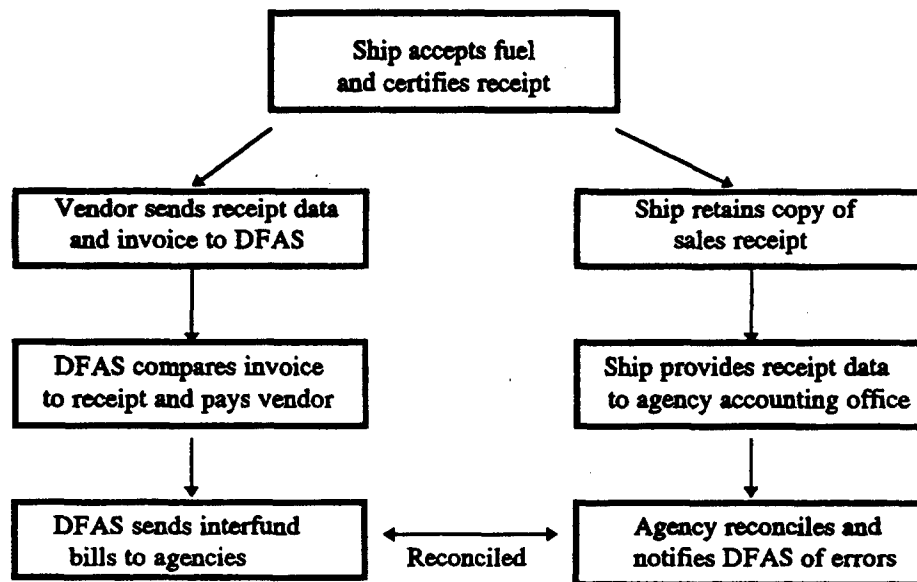 Ship accepts fuel
and certifies receipt
Vendor sends receipt data
and invoice to DFAS
Ship retains copy of
sales receipt
DFAS compares invoice
to receipt and pays vendor
Ship provides receipt data
to agency accounting office
DFAS sends interfund
bills to agencies
Reconciled
Agency reconciles and
notifies DFAS of errors